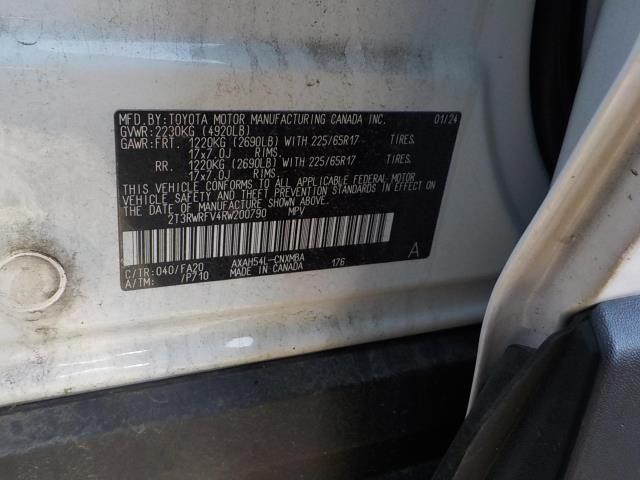 MFD.BY:TOYOTA MOTOR MANUFACTURING CANADA INC. 01/24
GVWR:2230KG (4920LB)
GAWR:FRT. 1220KG (2690LB) WITH 225/65R17 TIRES,
17x7.0J RIMS
RR. 1220KG (2690LB) WITH 225/65R17 TIRES,
17x7.0J RIMS
THIS VEHICLE CONFORMS TO ALL APPLICABLE FEDERAL MOTOR
VEHICLE SAFETY AND THEFT PREVENTION STANDARDS IN EFFECT ON
THE DATE OF MANUFACTURE SHOWN ABOVE.
2T3RWRFV4RW200790 MPV
C/TR:040/FA20 AXAH54L-CNXMBA 176 A
A/TM: /P710 MADE IN CANADA